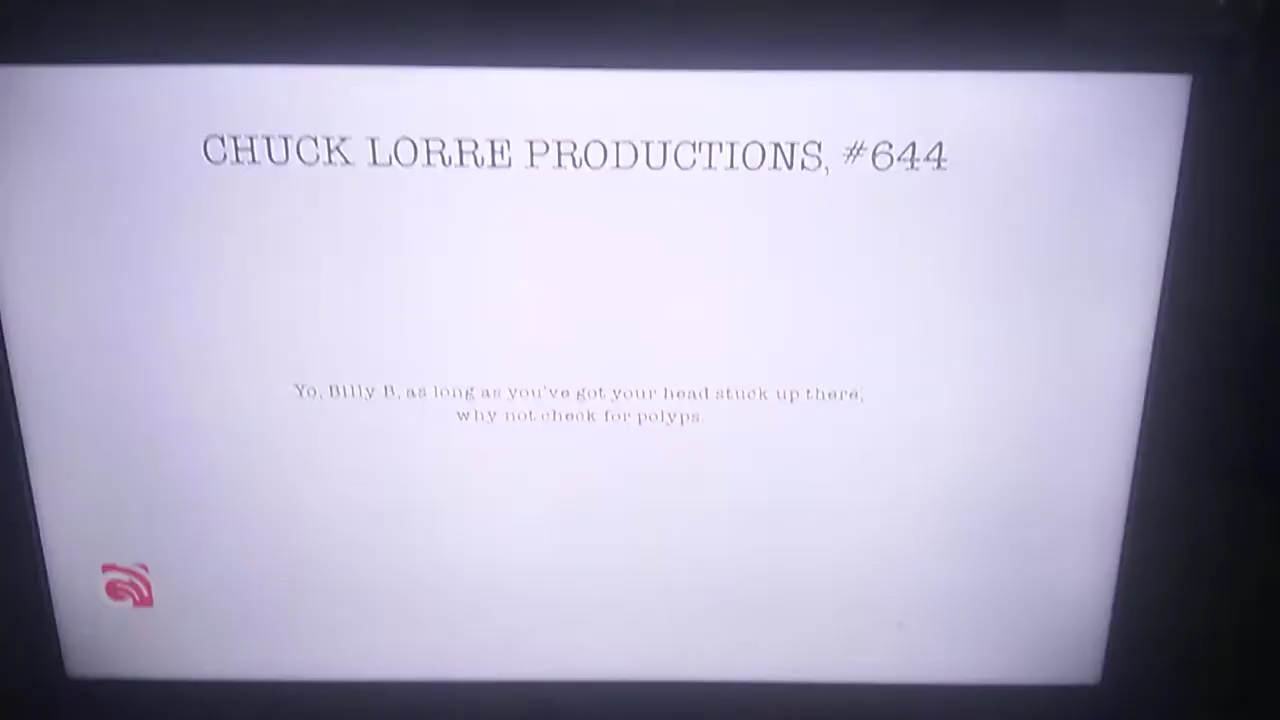 CHUCK LORRE PRODUCTIONS, #644
Yo, Billy B, as long as you've got your head stuck up there,
why not check for polyps.